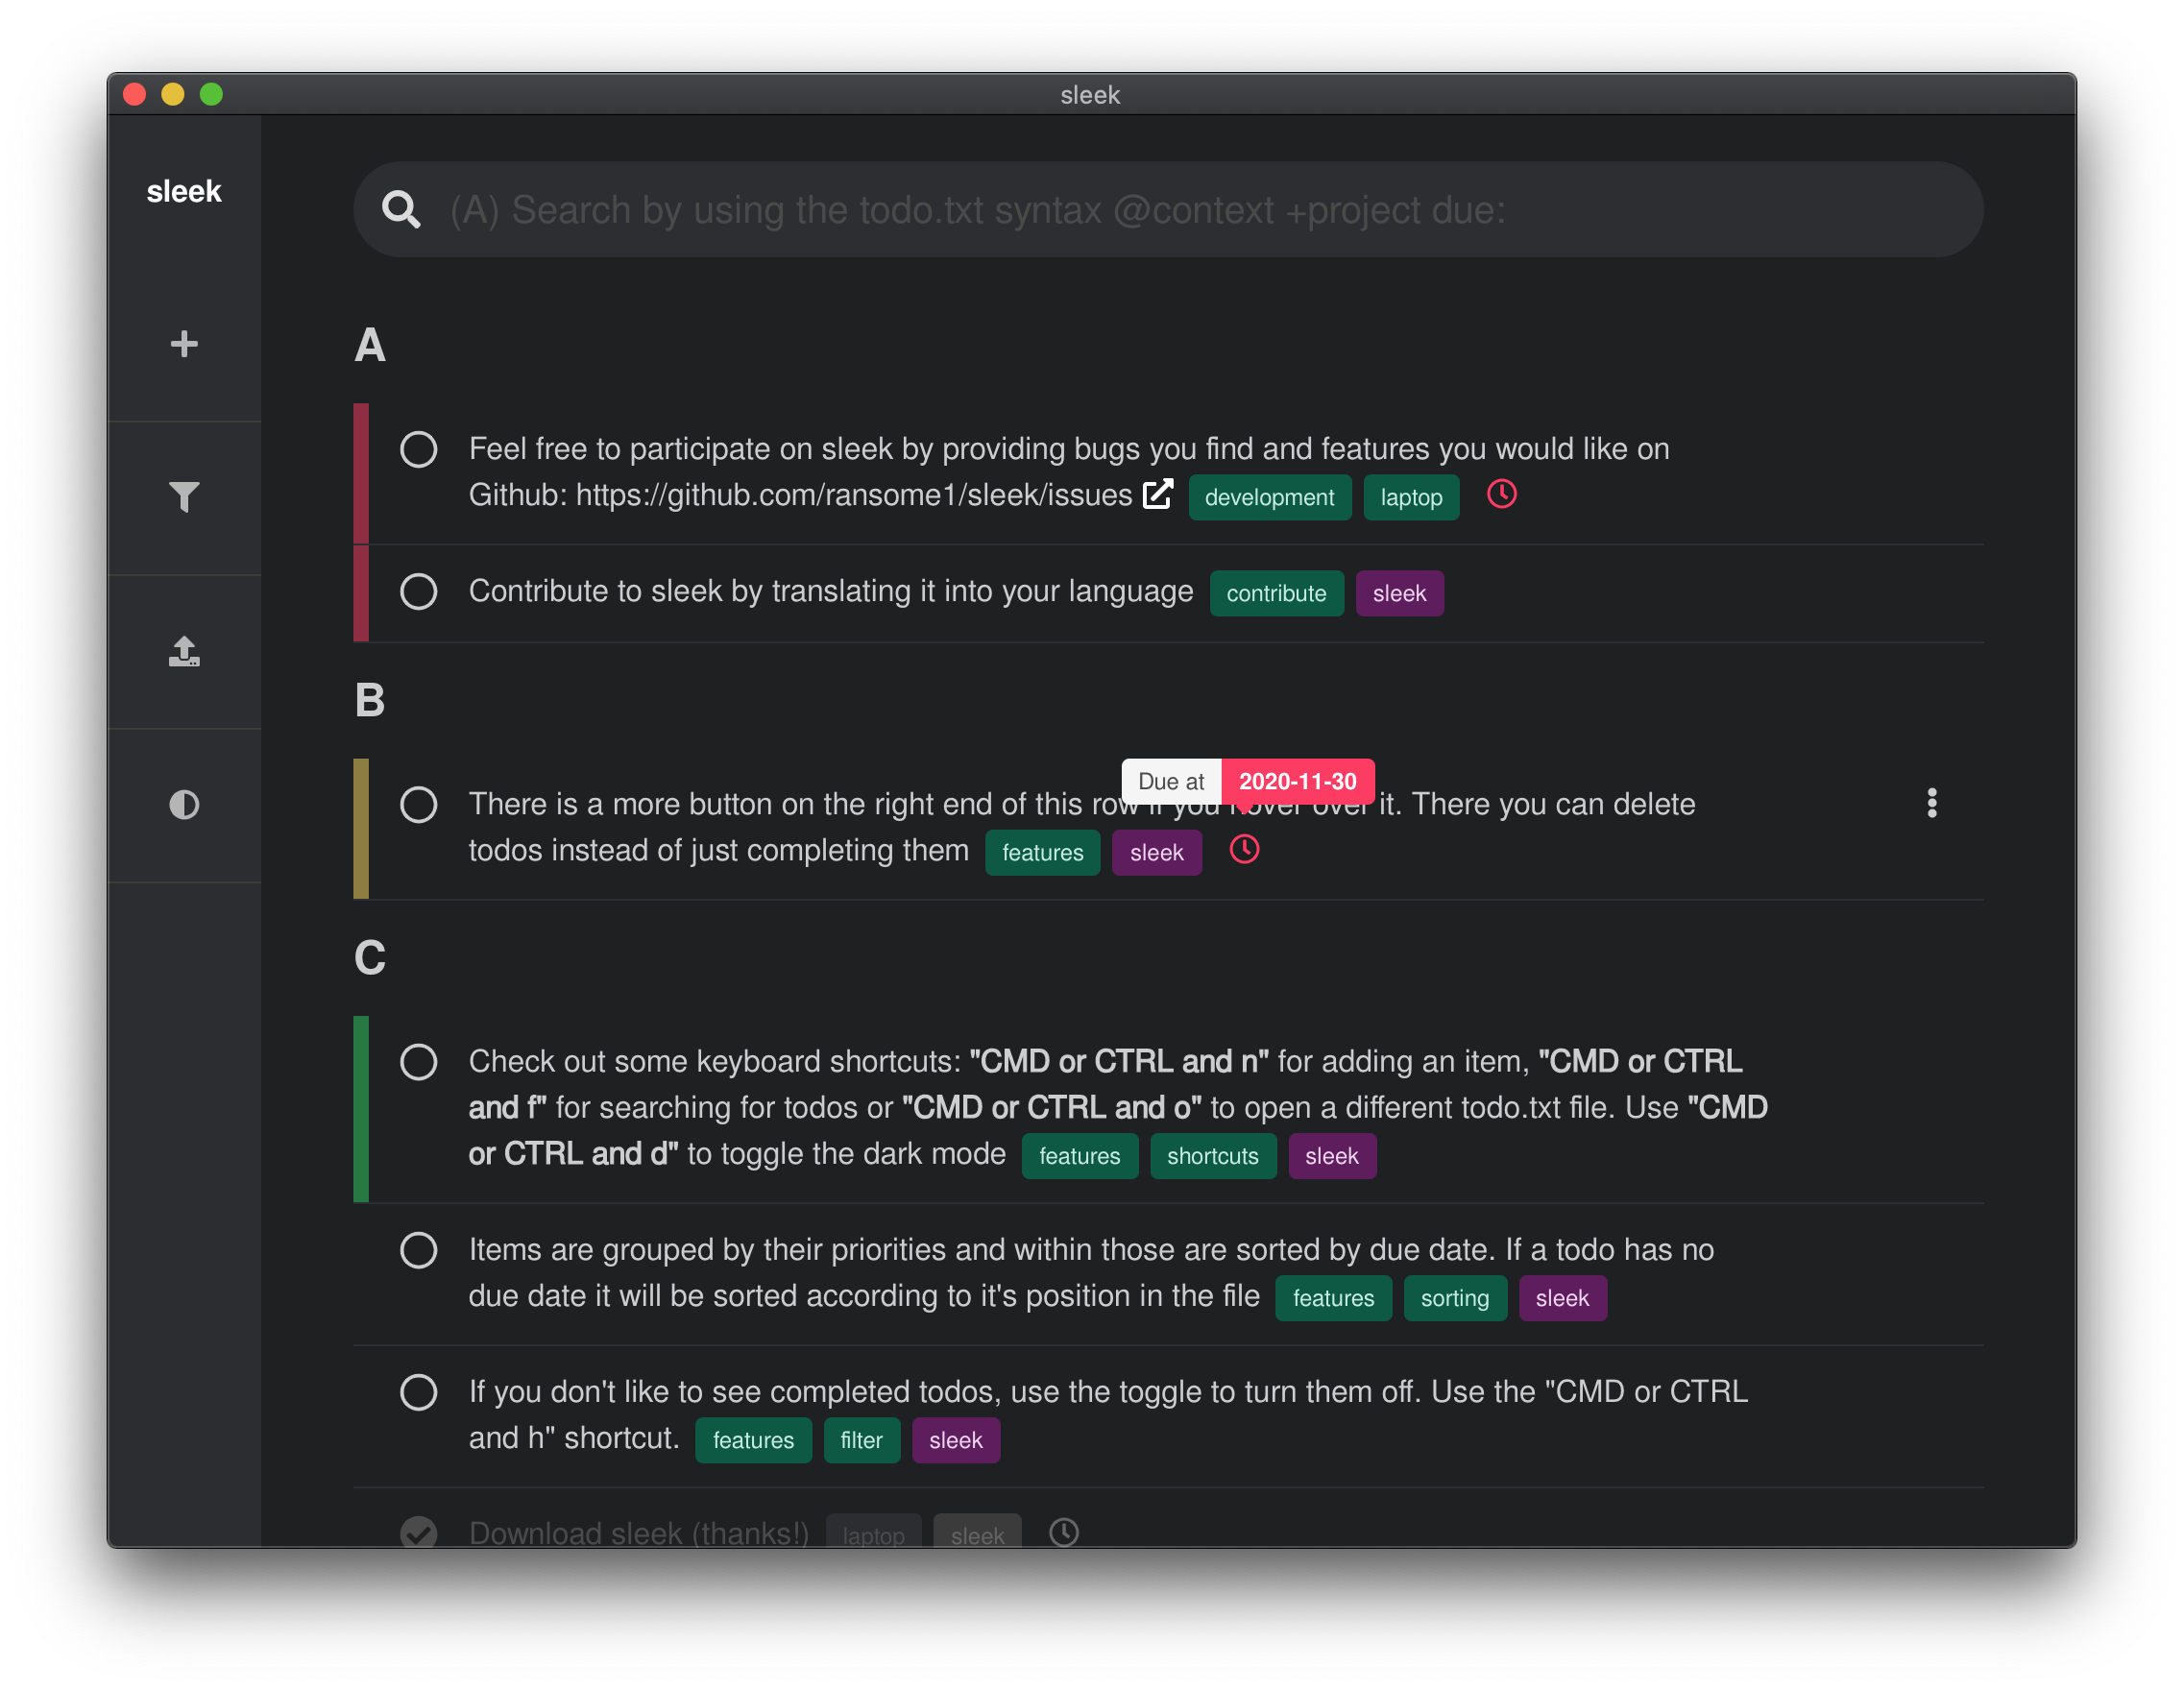 sleek
sleek
(A) Search by using the todo.txt syntax @context +project due:
A
Feel free to participate on sleek by providing bugs you find and features you would like on
Github: https://github.com/ransome1/sleek/issues development laptop
Contribute to sleek by translating it into your language contribute sleek
B
Due at 2020-11-30
There is a more button on the right end of this row if you hover over it. There you can delete
todos instead of just completing them features sleek
C
Check out some keyboard shortcuts: "CMD or CTRL and n" for adding an item, "CMD or CTRL
and f" for searching for todos or "CMD or CTRL and o" to open a different todo.txt file. Use "CMD
or CTRL and d" to toggle the dark mode features shortcuts sleek
Items are grouped by their priorities and within those are sorted by due date. If a todo has no
due date it will be sorted according to it's position in the file features sorting sleek
If you don't like to see completed todos, use the toggle to turn them off. Use the "CMD or CTRL
and h" shortcut. features filter sleek
Download sleek (thanks!) laptop sleek